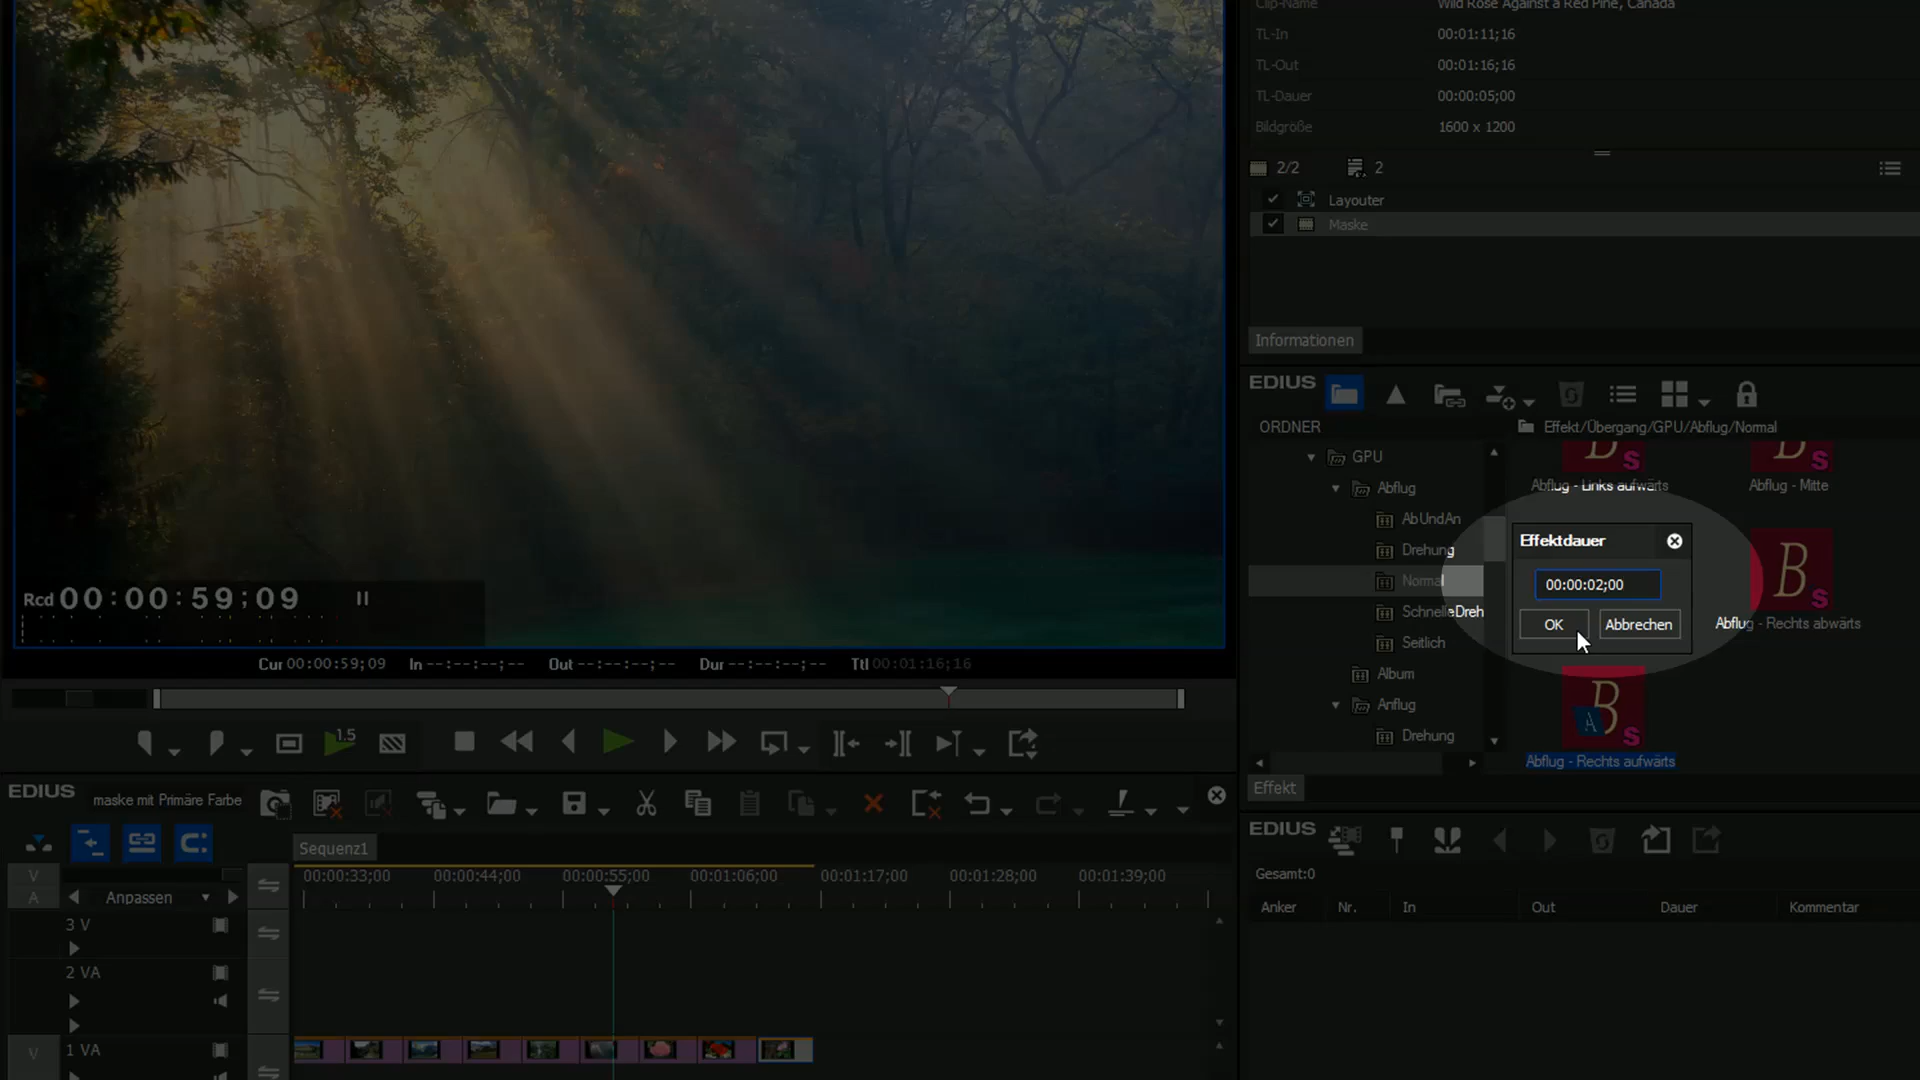 Clip-Name Wild Rose Against a Red Pine, Canada
TL-In 00:01:11;16
TL-Out 00:01:16;16
TL-Dauer 00:00:05;00
Bildgröße 1600 x 1200
2/2 2
Layouter
Maske
Informationen
EDIUS
ORDNER Effekt/Übergang/GPU/Abflug/Normal
GPU
Abflug
AbUndAn
Drehung
Normal
SchnelleDreh
Seitlich
Album
Anflug
Drehung
B S
B S
Abflug - Links aufwärts Abflug - Mitte
Effektdauer
00:00:02;00
OK Abbrechen
B S
Abflug - Rechts abwärts
A B S
Abflug - Rechts aufwärts
Effekt
Rcd 00:00:59;09
Cur 00:00:59;09 In --:--:--;-- Out --:--:--;-- Dur --:--:--;-- Ttl 00:01:16;16
1.5
EDIUS maske mit Primäre Farbe
Sequenz1
V
A
Anpassen
00:00:33;00 00:00:44;00 00:00:55;00 00:01:06;00 00:01:17;00 00:01:28;00 00:01:39;00
3 V
2 VA
V 1 VA
EDIUS
Gesamt:0
Anker Nr. In Out Dauer Kommentar